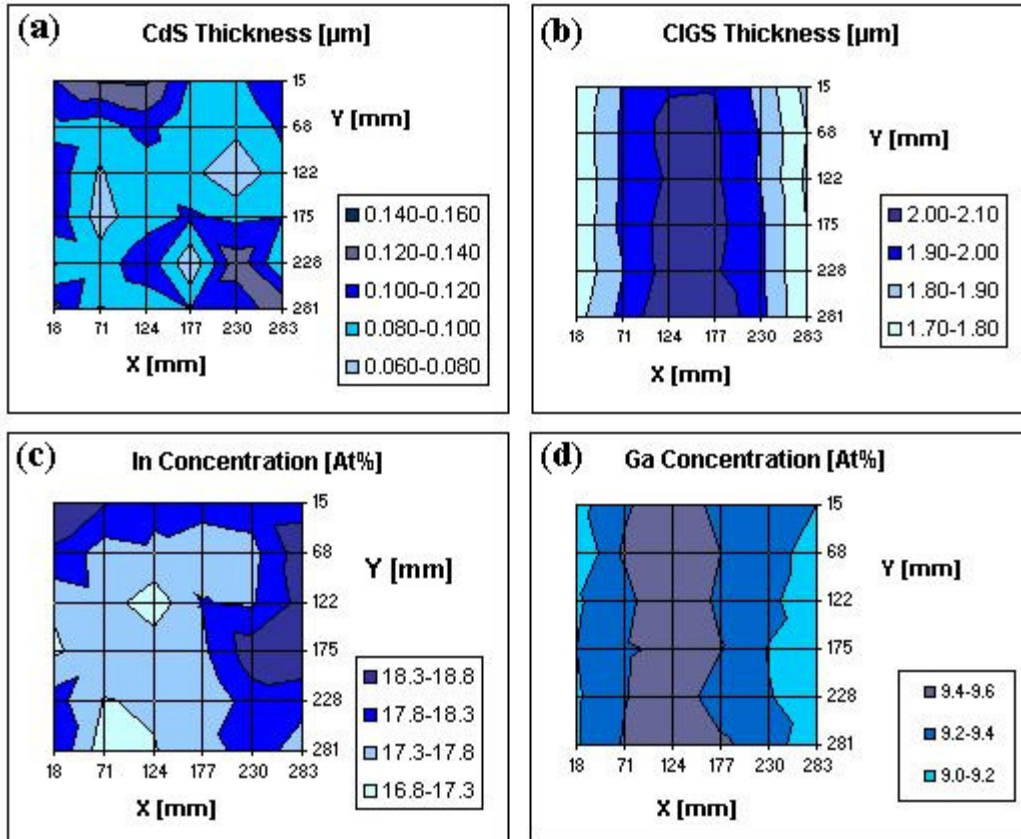 (a) CdS Thickness [μm]
15
68
122
175
228
281
Y [mm]
18 71 124 177 230 283
X [mm]
0.140-0.160
0.120-0.140
0.100-0.120
0.080-0.100
0.060-0.080
(b) CIGS Thickness [μm]
15
68
122
175
228
281
Y [mm]
18 71 124 177 230 283
X [mm]
2.00-2.10
1.90-2.00
1.80-1.90
1.70-1.80
(c) In Concentration [At%]
15
68
122
175
228
281
Y [mm]
18 71 124 177 230 283
X [mm]
18.3-18.8
17.8-18.3
17.3-17.8
16.8-17.3
(d) Ga Concentration [At%]
15
68
122
175
228
281
Y [mm]
18 71 124 177 230 283
X [mm]
9.4-9.6
9.2-9.4
9.0-9.2